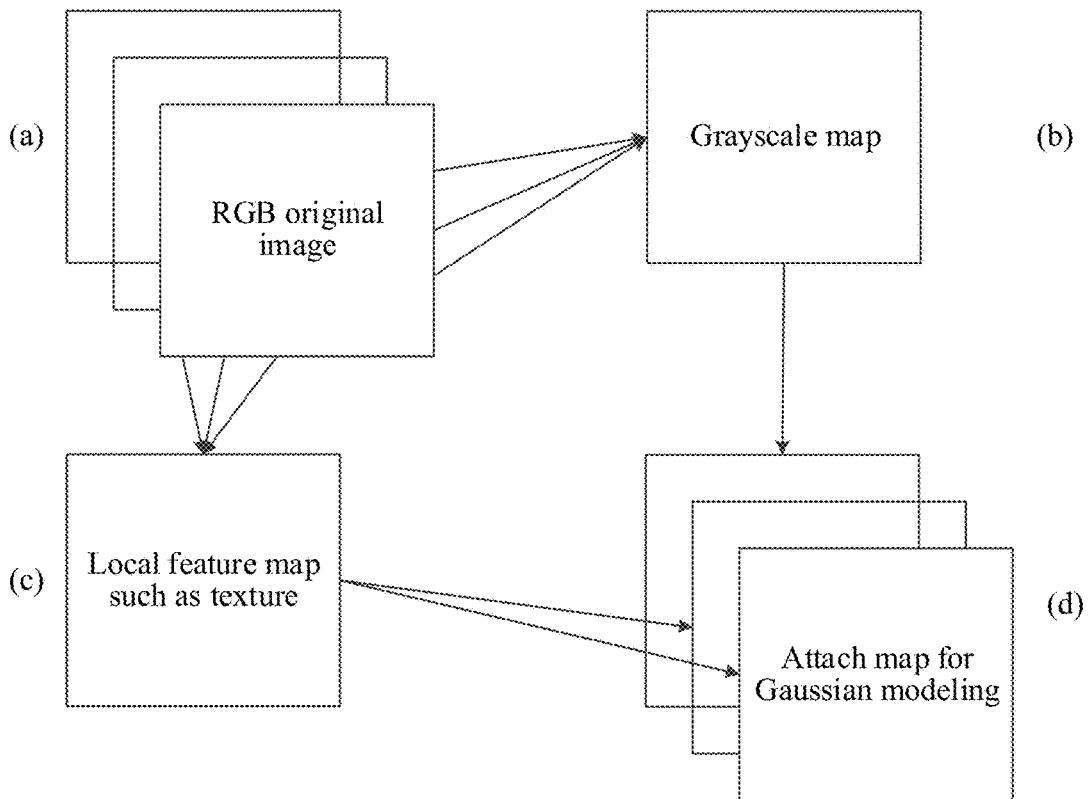 (a)
RGB original
image
Grayscale map
(b)
(c)
Local feature map
such as texture
Attach map for
Gaussian modeling
(d)